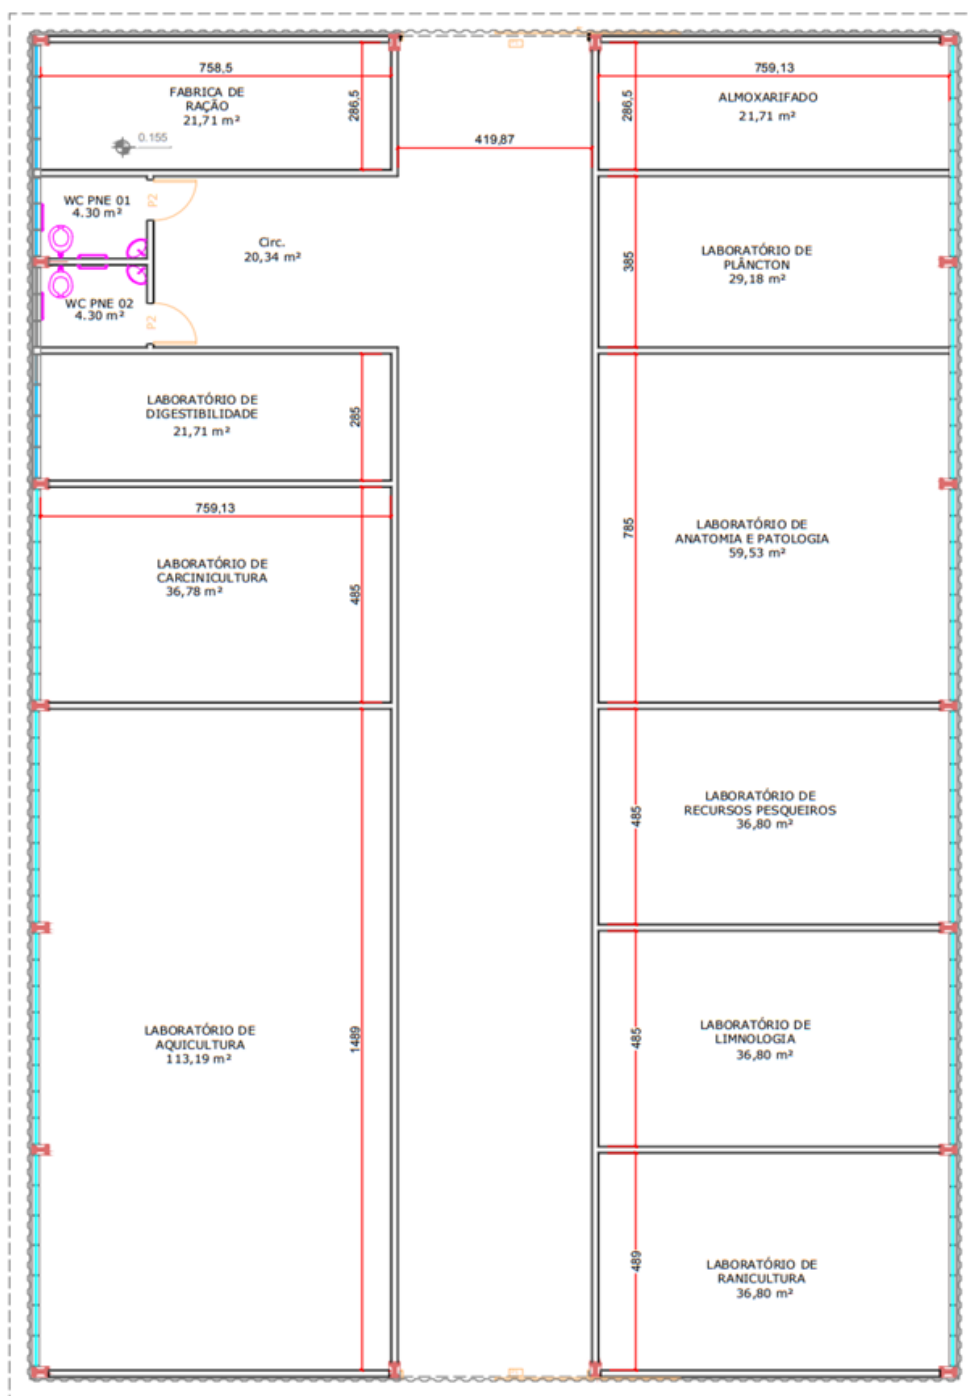 758,5
FABRICA DE
RAÇÃO
21,71 m²
286,5
0.155
419,87
759,13
286,5
ALMOXARIFADO
21,71 m²
WC PNE 01
4.30 m²
P2
Circ.
20,34 m²
WC PNE 02
4.30 m²
P2
385
LABORATÓRIO DE
PLÂNCTON
29,18 m²
LABORATÓRIO DE
DIGESTIBILIDADE
21,71 m²
285
759,13
LABORATÓRIO DE
CARCINICULTURA
36,78 m²
485
785
LABORATÓRIO DE
ANATOMIA E PATOLOGIA
59,53 m²
LABORATÓRIO DE
RECURSOS PESQUEIROS
36,80 m²
485
LABORATÓRIO DE
AQUICULTURA
113,19 m²
1489
485
LABORATÓRIO DE
LIMNOLOGIA
36,80 m²
489
LABORATÓRIO DE
RANICULTURA
36,80 m²